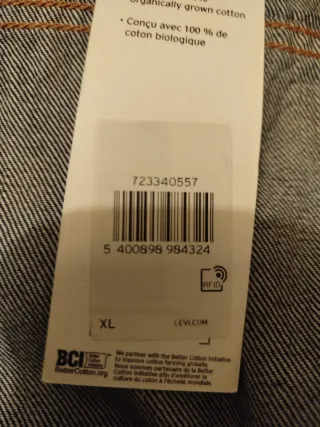 organically grown cotton
• Conçu avec 100 % de
coton biologique
723340557
5 400898 984324
RFID
XL
LEVI.COM
BCI
Better
Cotton
Initiative
BetterCotton.org
We partner with the Better Cotton Initiative
to improve cotton farming globally.
Nous sommes partenaire de la Better
Cotton Initiative afin d'améliorer la
culture du coton à l'échelle mondiale.